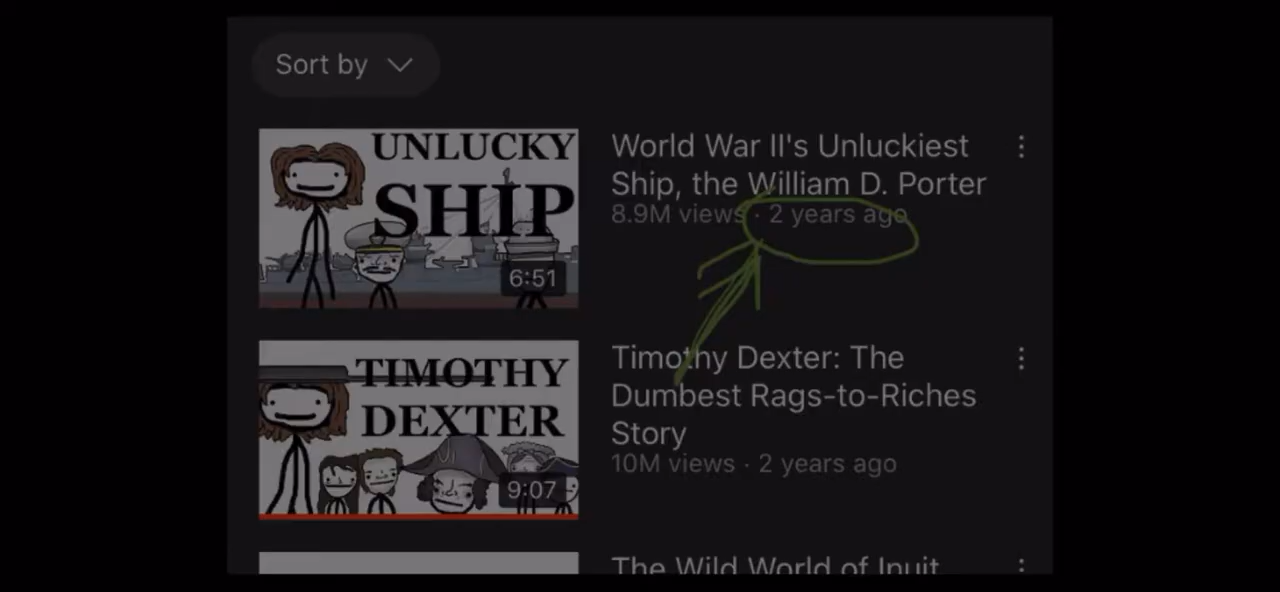 Sort by
UNLUCKY
SHIP
6:51
World War II's Unluckiest
Ship, the William D. Porter
8.9M views · 2 years ago
TIMOTHY
DEXTER
9:07
Timothy Dexter: The
Dumbest Rags-to-Riches
Story
10M views · 2 years ago
The Wild World of Inuit